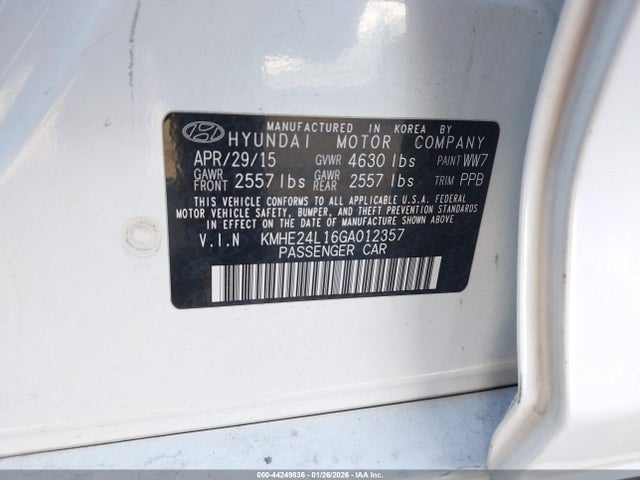 MANUFACTURED IN KOREA BY
HYUNDAI MOTOR COMPANY
APR/29/15 GVWR 4630 lbs PAINT WW7
GAWR FRONT 2557 lbs GAWR REAR 2557 lbs TRIM PPB
THIS VEHICLE CONFORMS TO ALL APPLICABLE U.S.A FEDERAL
MOTOR VEHICLE SAFETY, BUMPER, AND THEFT PREVENTION STANDARDS
IN EFFECT ON THE DATE OF MANUFACTURE SHOWN ABOVE
V.I.N KMHE24L16GA012357
PASSENGER CAR
000-44249836 - 01/26/2026 - IAA Corp.